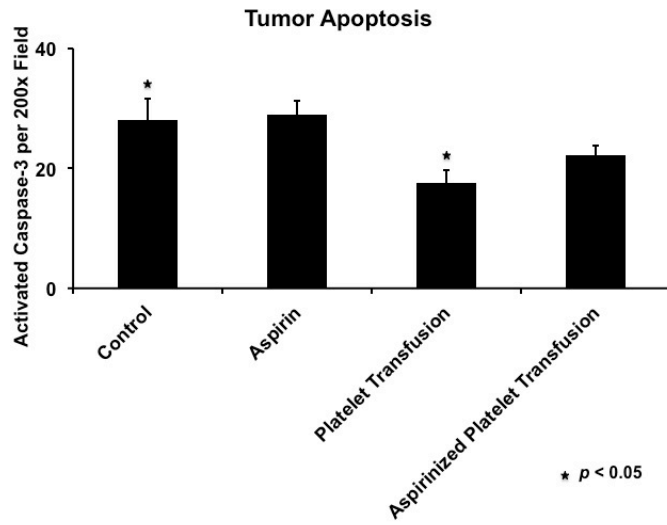 Tumor Apoptosis
Activated Caspase-3 per 200x Field
40
20
0
★
★
Control
Aspirin
Platelet Transfusion
Aspirinized Platelet Transfusion
★ p < 0.05